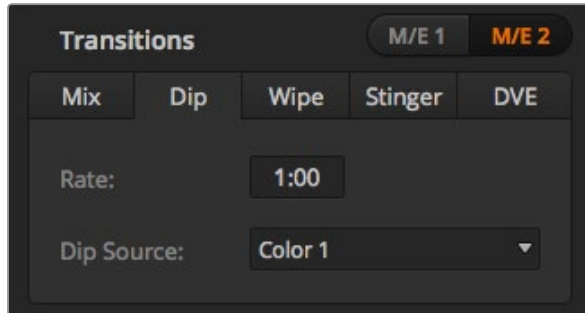 Transitions M/E 1 M/E 2
Mix Dip Wipe Stinger DVE
Rate: 1:00
Dip Source: Color 1